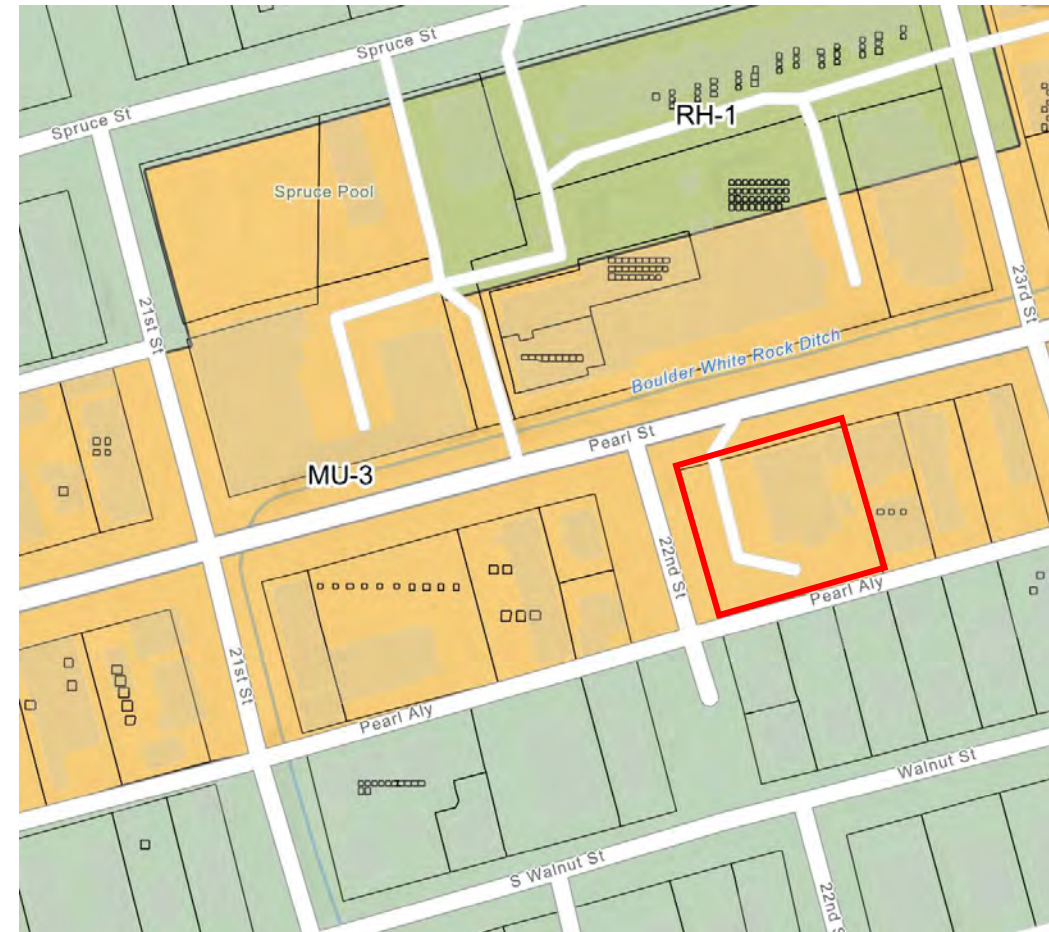 Spruce St
Spruce St
RH-1
Spruce Pool
21st St
23rd St
Boulder White Rock Ditch
Pearl St
MU-3
22nd St
Pearl Aly
21st St
Pearl Aly
Walnut St
S Walnut St
22nd S